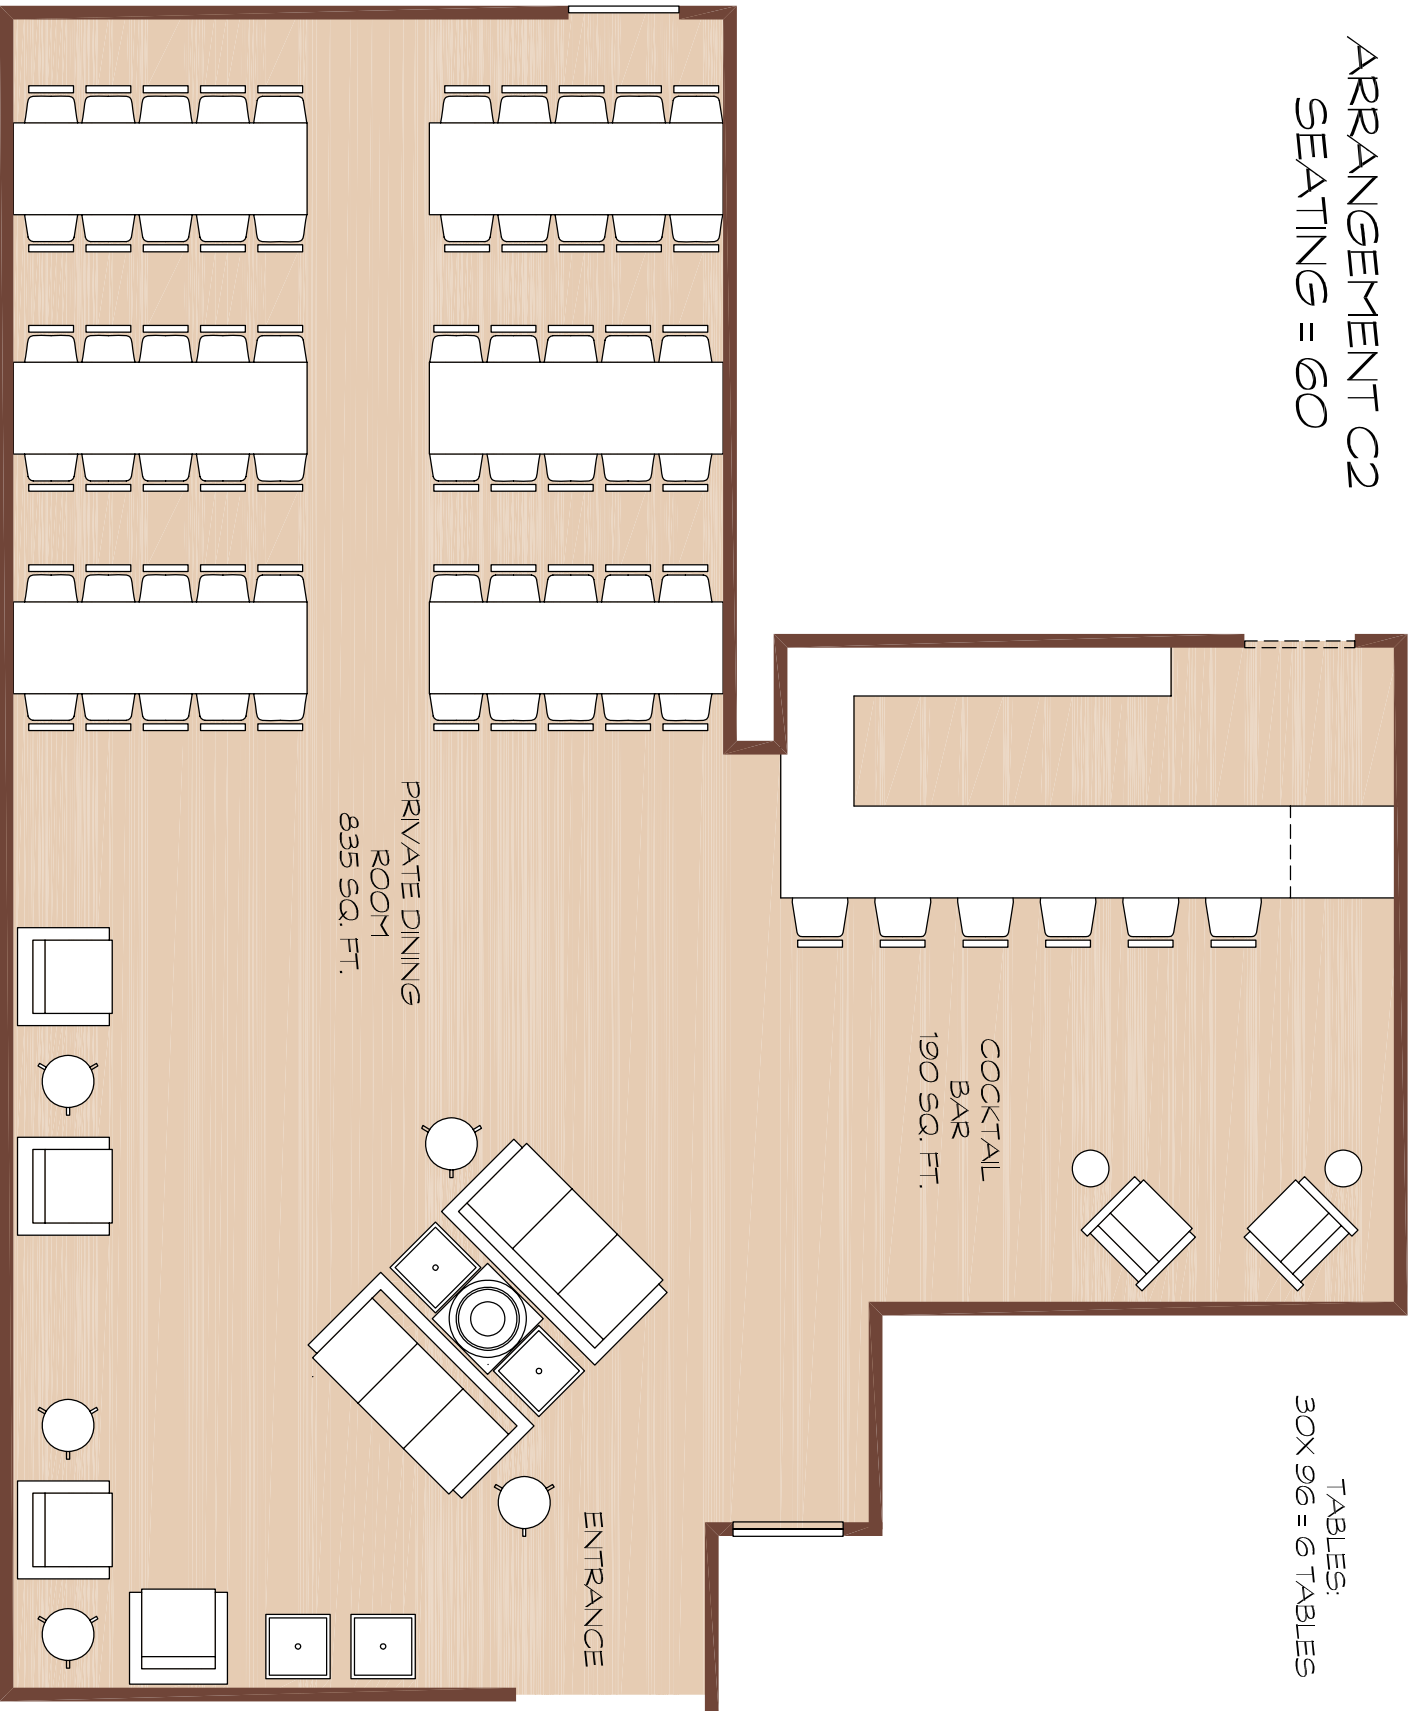 ARRANGEMENT C2
SEATING = 60
TABLES:
30X 96 = 6 TABLES
COCKTAIL
BAR
190 SQ. FT.
PRIVATE DINING
ROOM
835 SQ. FT.
ENTRANCE